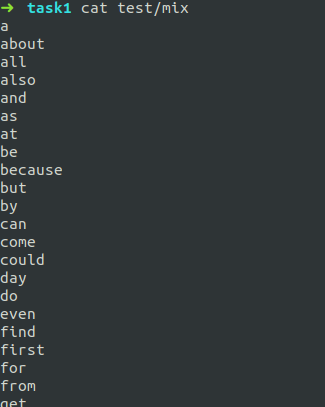 ➜ task1 cat test/mix
a
about
all
also
and
as
at
be
because
but
by
can
come
could
day
do
even
find
first
for
from
get